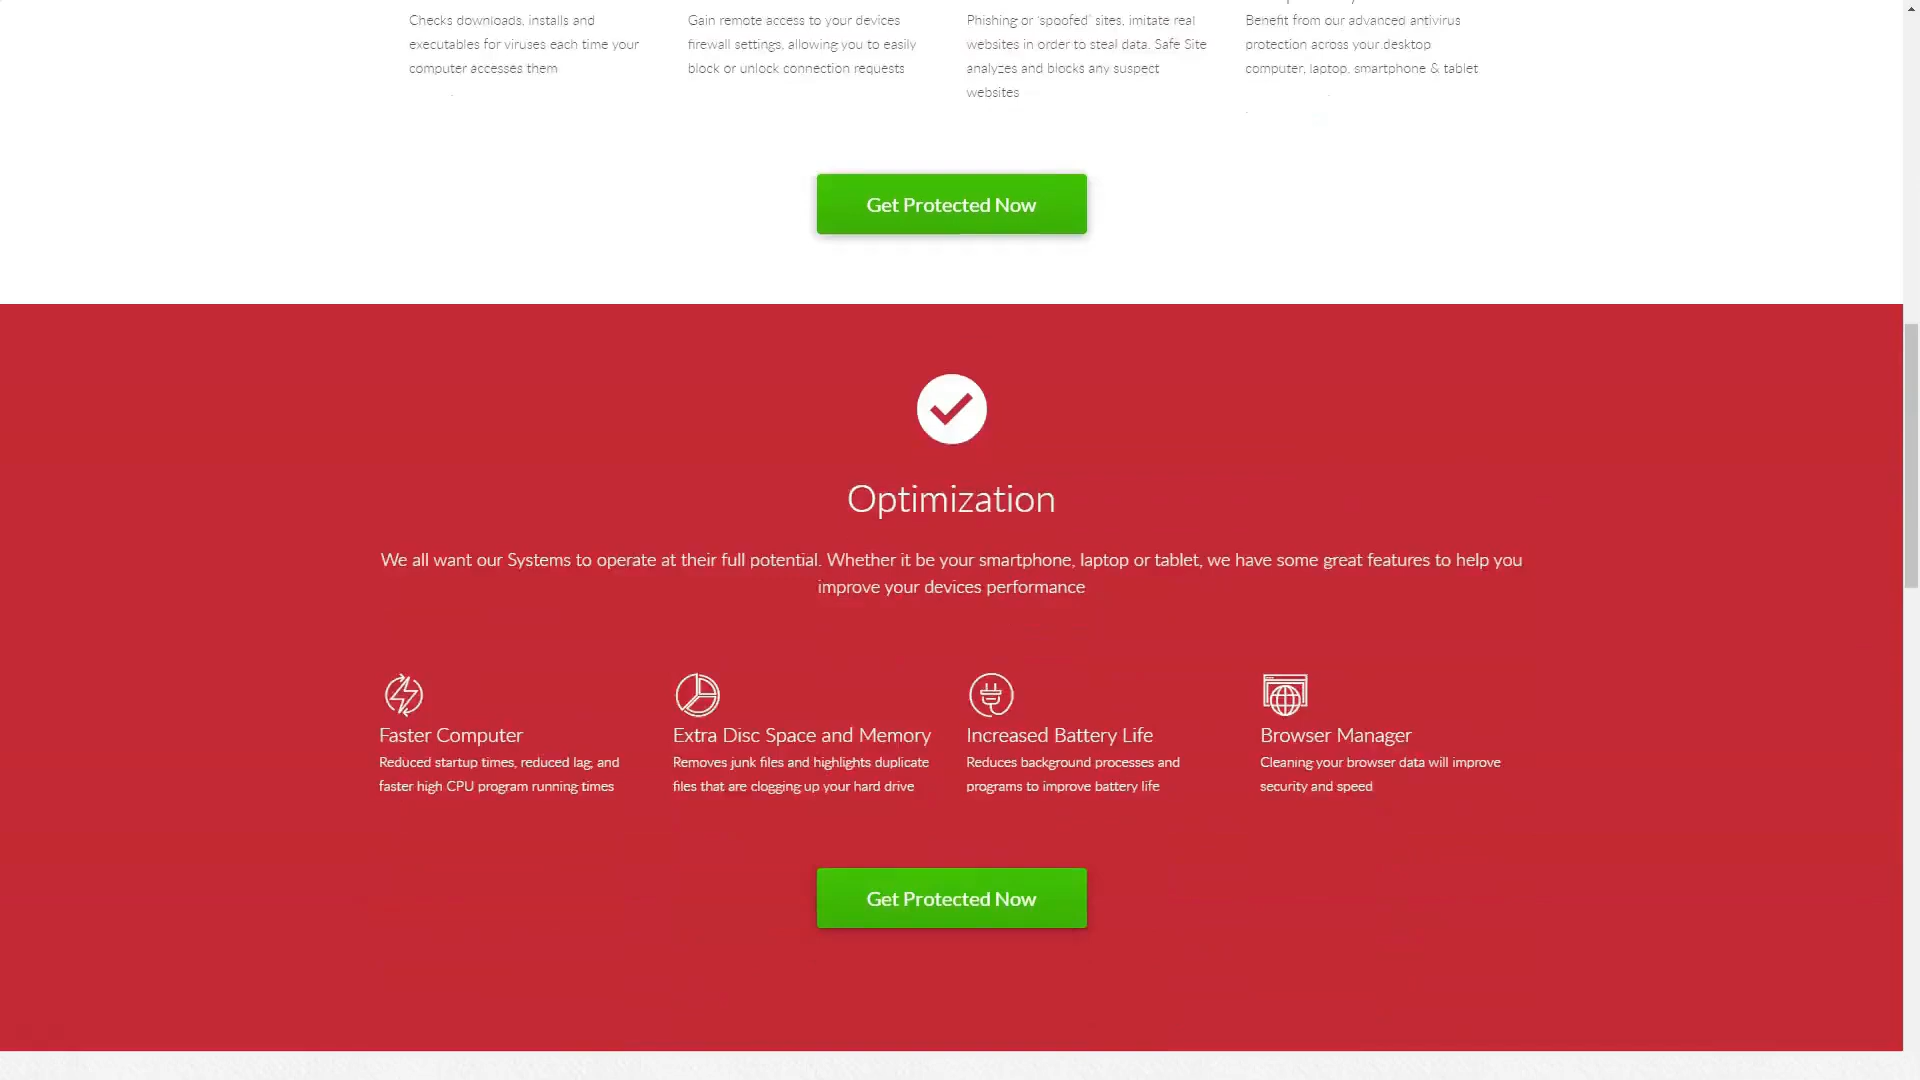 Checks downloads, installs and
executables for viruses each time your
computer accesses them
Gain remote access to your devices
firewall settings, allowing you to easily
block or unlock connection requests
Phishing or 'spoofed' sites, imitate real
websites in order to steal data. Safe Site
analyzes and blocks any suspect
websites
Benefit from our advanced antivirus
protection across your desktop
computer, laptop, smartphone & tablet
Get Protected Now
Optimization
We all want our Systems to operate at their full potential. Whether it be your smartphone, laptop or tablet, we have some great features to help you
improve your devices performance
Faster Computer
Reduced startup times, reduced lag, and
faster high CPU program running times
Extra Disc Space and Memory
Removes junk files and highlights duplicate
files that are clogging up your hard drive
Increased Battery Life
Reduces background processes and
programs to improve battery life
Browser Manager
Cleaning your browser data will improve
security and speed
Get Protected Now